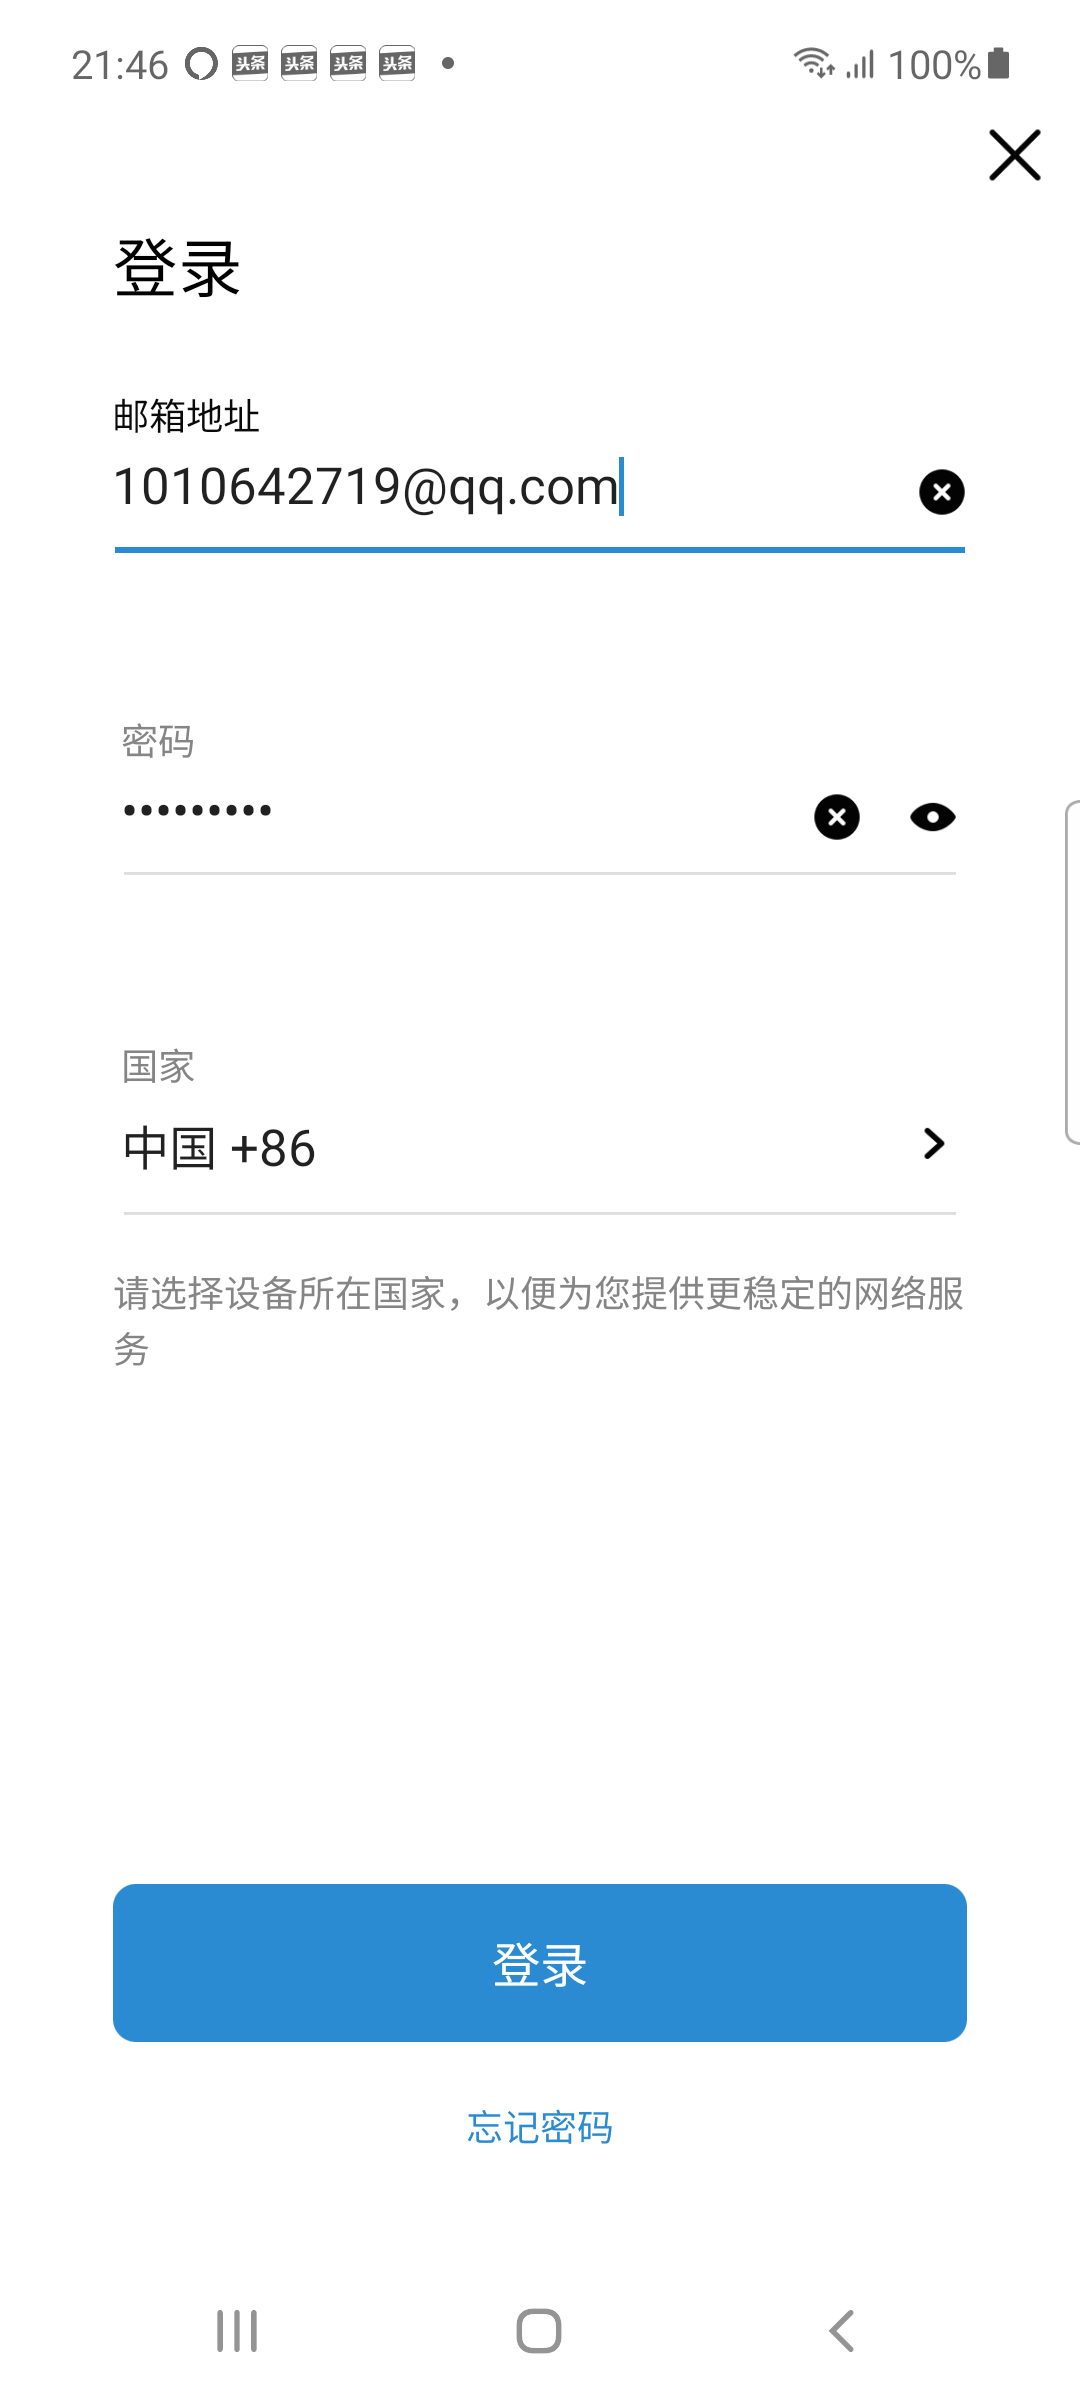 21:46 头条 头条 头条 头条 100%
登录
邮箱地址
1010642719@qq.com
密码
•••••••••
国家
中国 +86
请选择设备所在国家，以便为您提供更稳定的网络服
务
登录
忘记密码